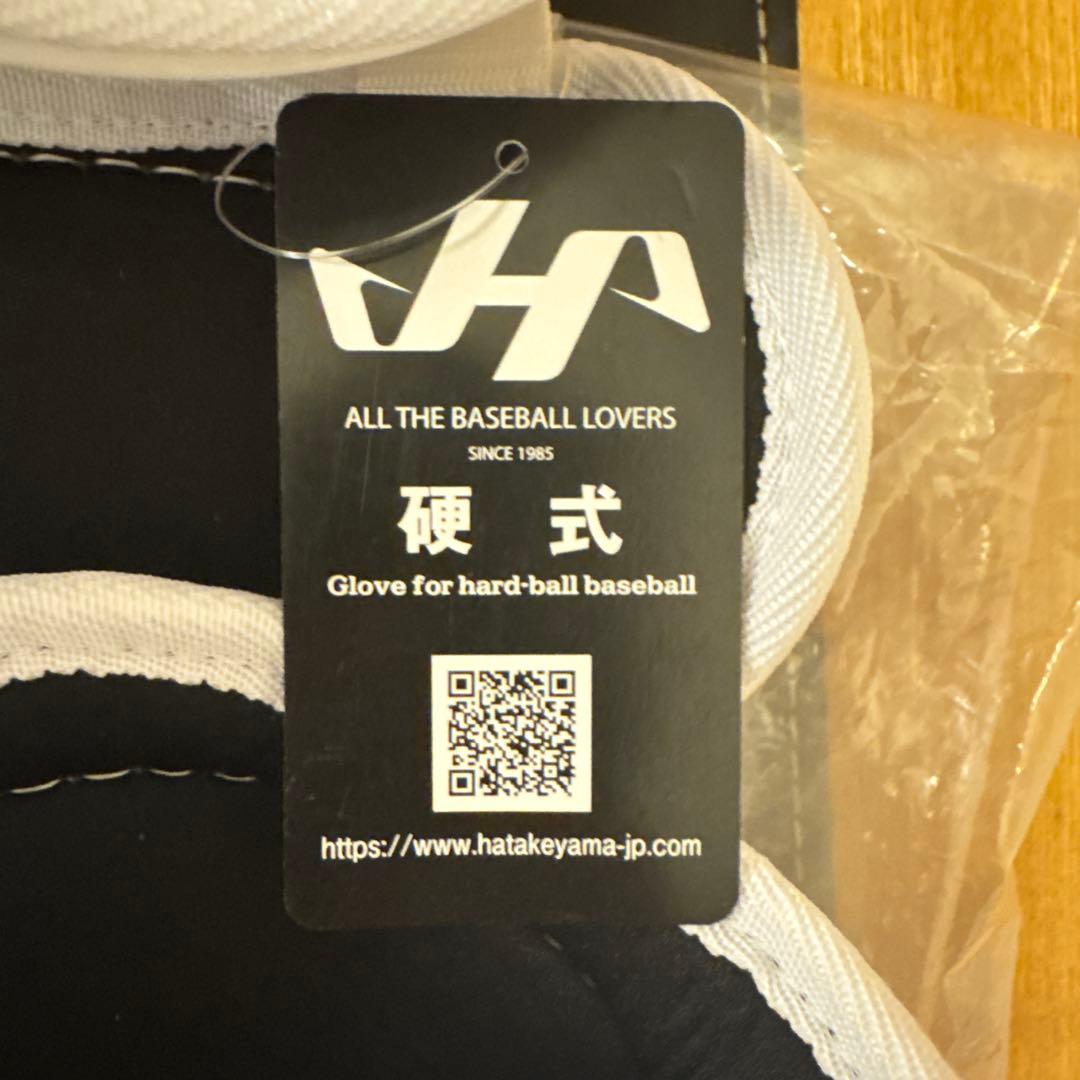 HA
ALL THE BASEBALL LOVERS
SINCE 1985
硬 式
Glove for hard-ball baseball
https://www.hatakeyama-jp.com